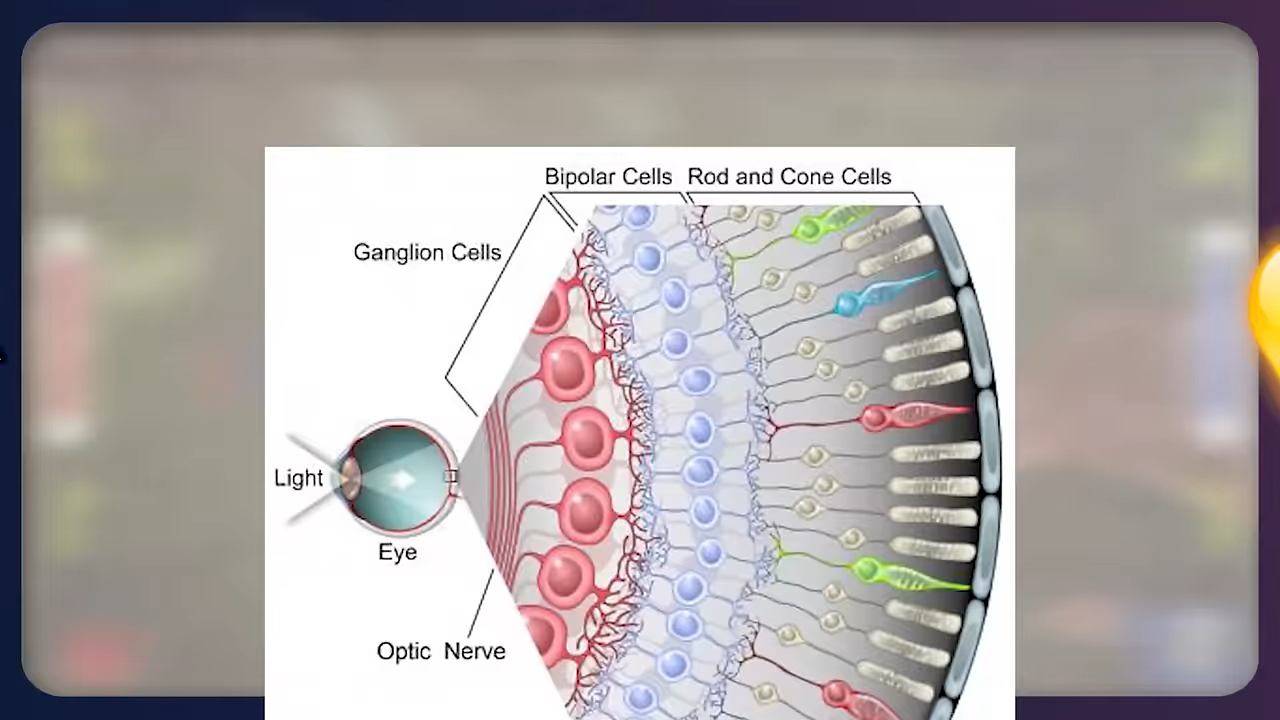 Bipolar Cells
Rod and Cone Cells
Ganglion Cells
Light
Eye
Optic Nerve